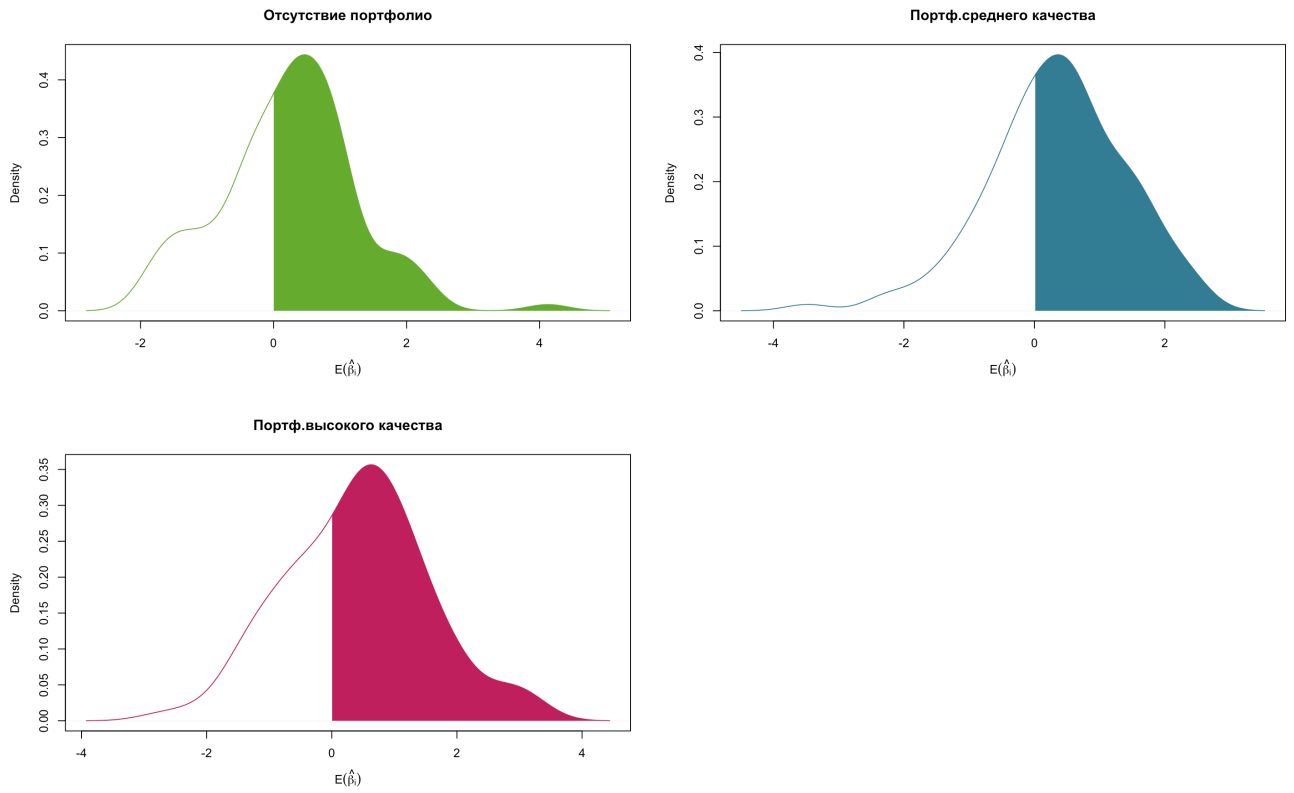 Отсутствие портфолио
Density
0.0 0.1 0.2 0.3 0.4
-2 0 2 4
E(β̂ᵢ)
Портф.среднего качества
Density
0.0 0.1 0.2 0.3 0.4
-4 -2 0 2
E(β̂ᵢ)
Портф.высокого качества
Density
0.00 0.05 0.10 0.15 0.20 0.25 0.30 0.35
-4 -2 0 2 4
E(β̂ᵢ)